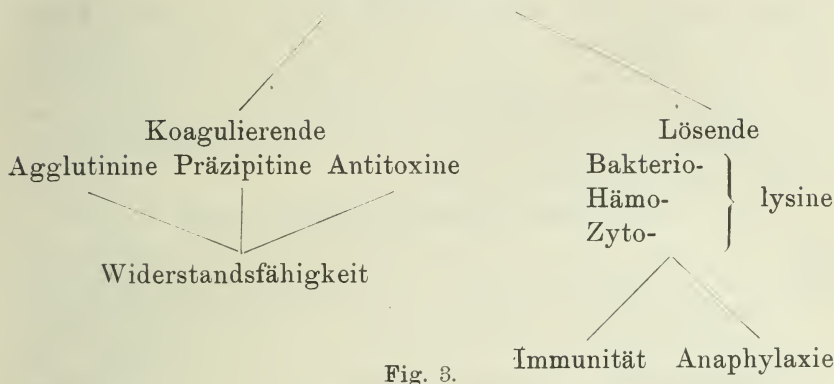 Koagulierende
Agglutinine Präzipitine Antitoxine
Widerstandsfähigkeit
Lösende
Bakterio-
Hämo-
Zyto-
lysine
Immunität Anaphylaxie
Fig. 3.